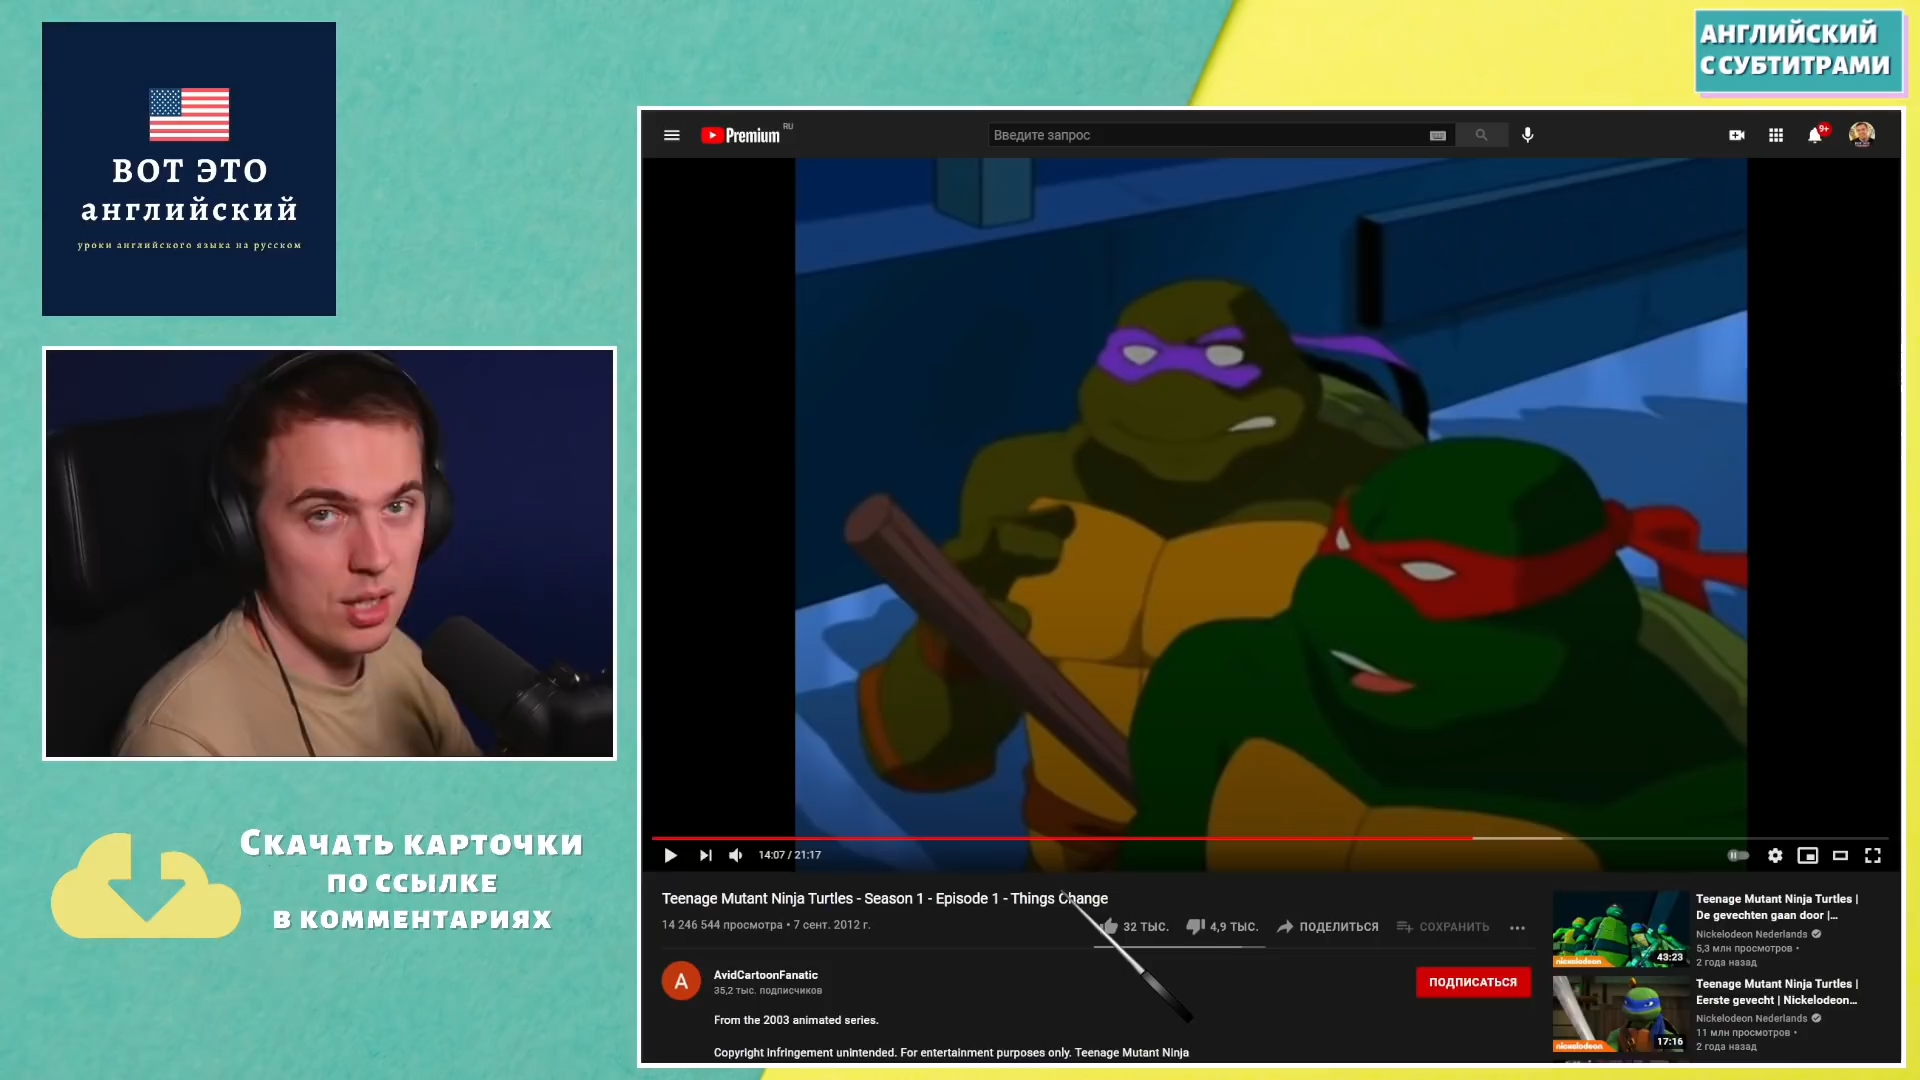 ВОТ ЭТО
английский
уроки английского языка на русском
АНГЛИЙСКИЙ
С СУБТИТРАМИ
Premium RU
Введите запрос
9+
14:07 / 21:17
Teenage Mutant Ninja Turtles - Season 1 - Episode 1 - Things Change
14 246 544 просмотра • 7 сент. 2012 г.
32 ТЫС.
4,9 ТЫС.
ПОДЕЛИТЬСЯ
СОХРАНИТЬ
A
AvidCartoonFanatic
35,2 тыс. подписчиков
ПОДПИСАТЬСЯ
From the 2003 animated series.
Copyright Infringement unintended. For entertainment purposes only. Teenage Mutant Ninja
Teenage Mutant Ninja Turtles |
De gevechten gaan door |...
Nickelodeon Nederlands
5,3 млн просмотров •
2 года назад
nickelodeon
43:23
Teenage Mutant Ninja Turtles |
Eerste gevecht | Nickelodeon...
Nickelodeon Nederlands
11 млн просмотров •
2 года назад
nickelodeon
17:16
Скачать карточки
по ссылке
в комментариях